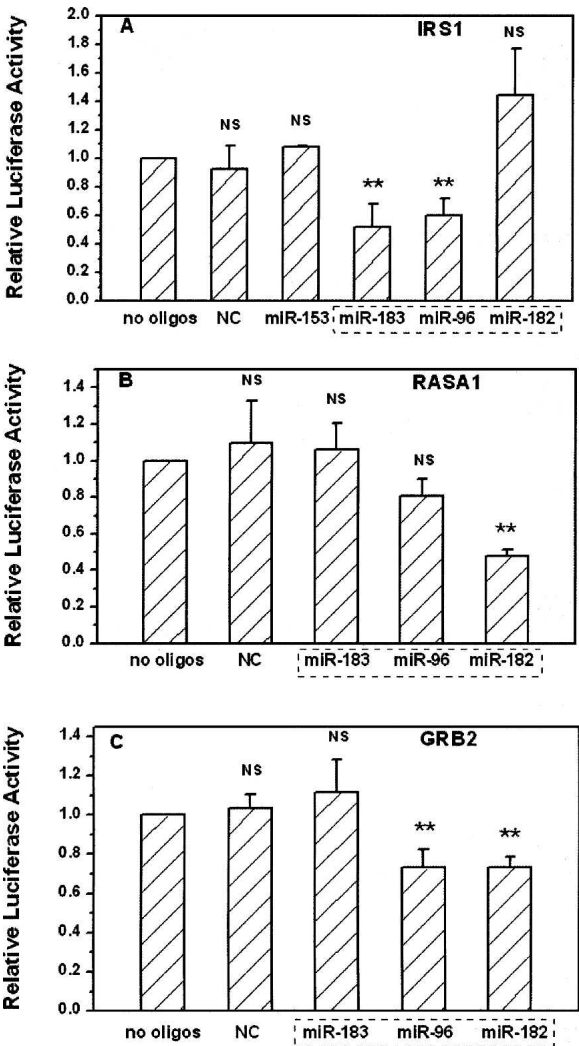 A IRS1
Relative Luciferase Activity
2.0
1.8
1.6
1.4
1.2
1.0
0.8
0.6
0.4
0.2
0.0
NS NS ** ** NS
no oligos NC miR-153 miR-183 miR-96 miR-182
B RASA1
Relative Luciferase Activity
1.4
1.2
1.0
0.8
0.6
0.4
0.2
0.0
NS NS NS **
no oligos NC miR-183 miR-96 miR-182
C GRB2
Relative Luciferase Activity
1.4
1.2
1.0
0.8
0.6
0.4
0.2
0.0
NS NS ** **
no oligos NC miR-183 miR-96 miR-182